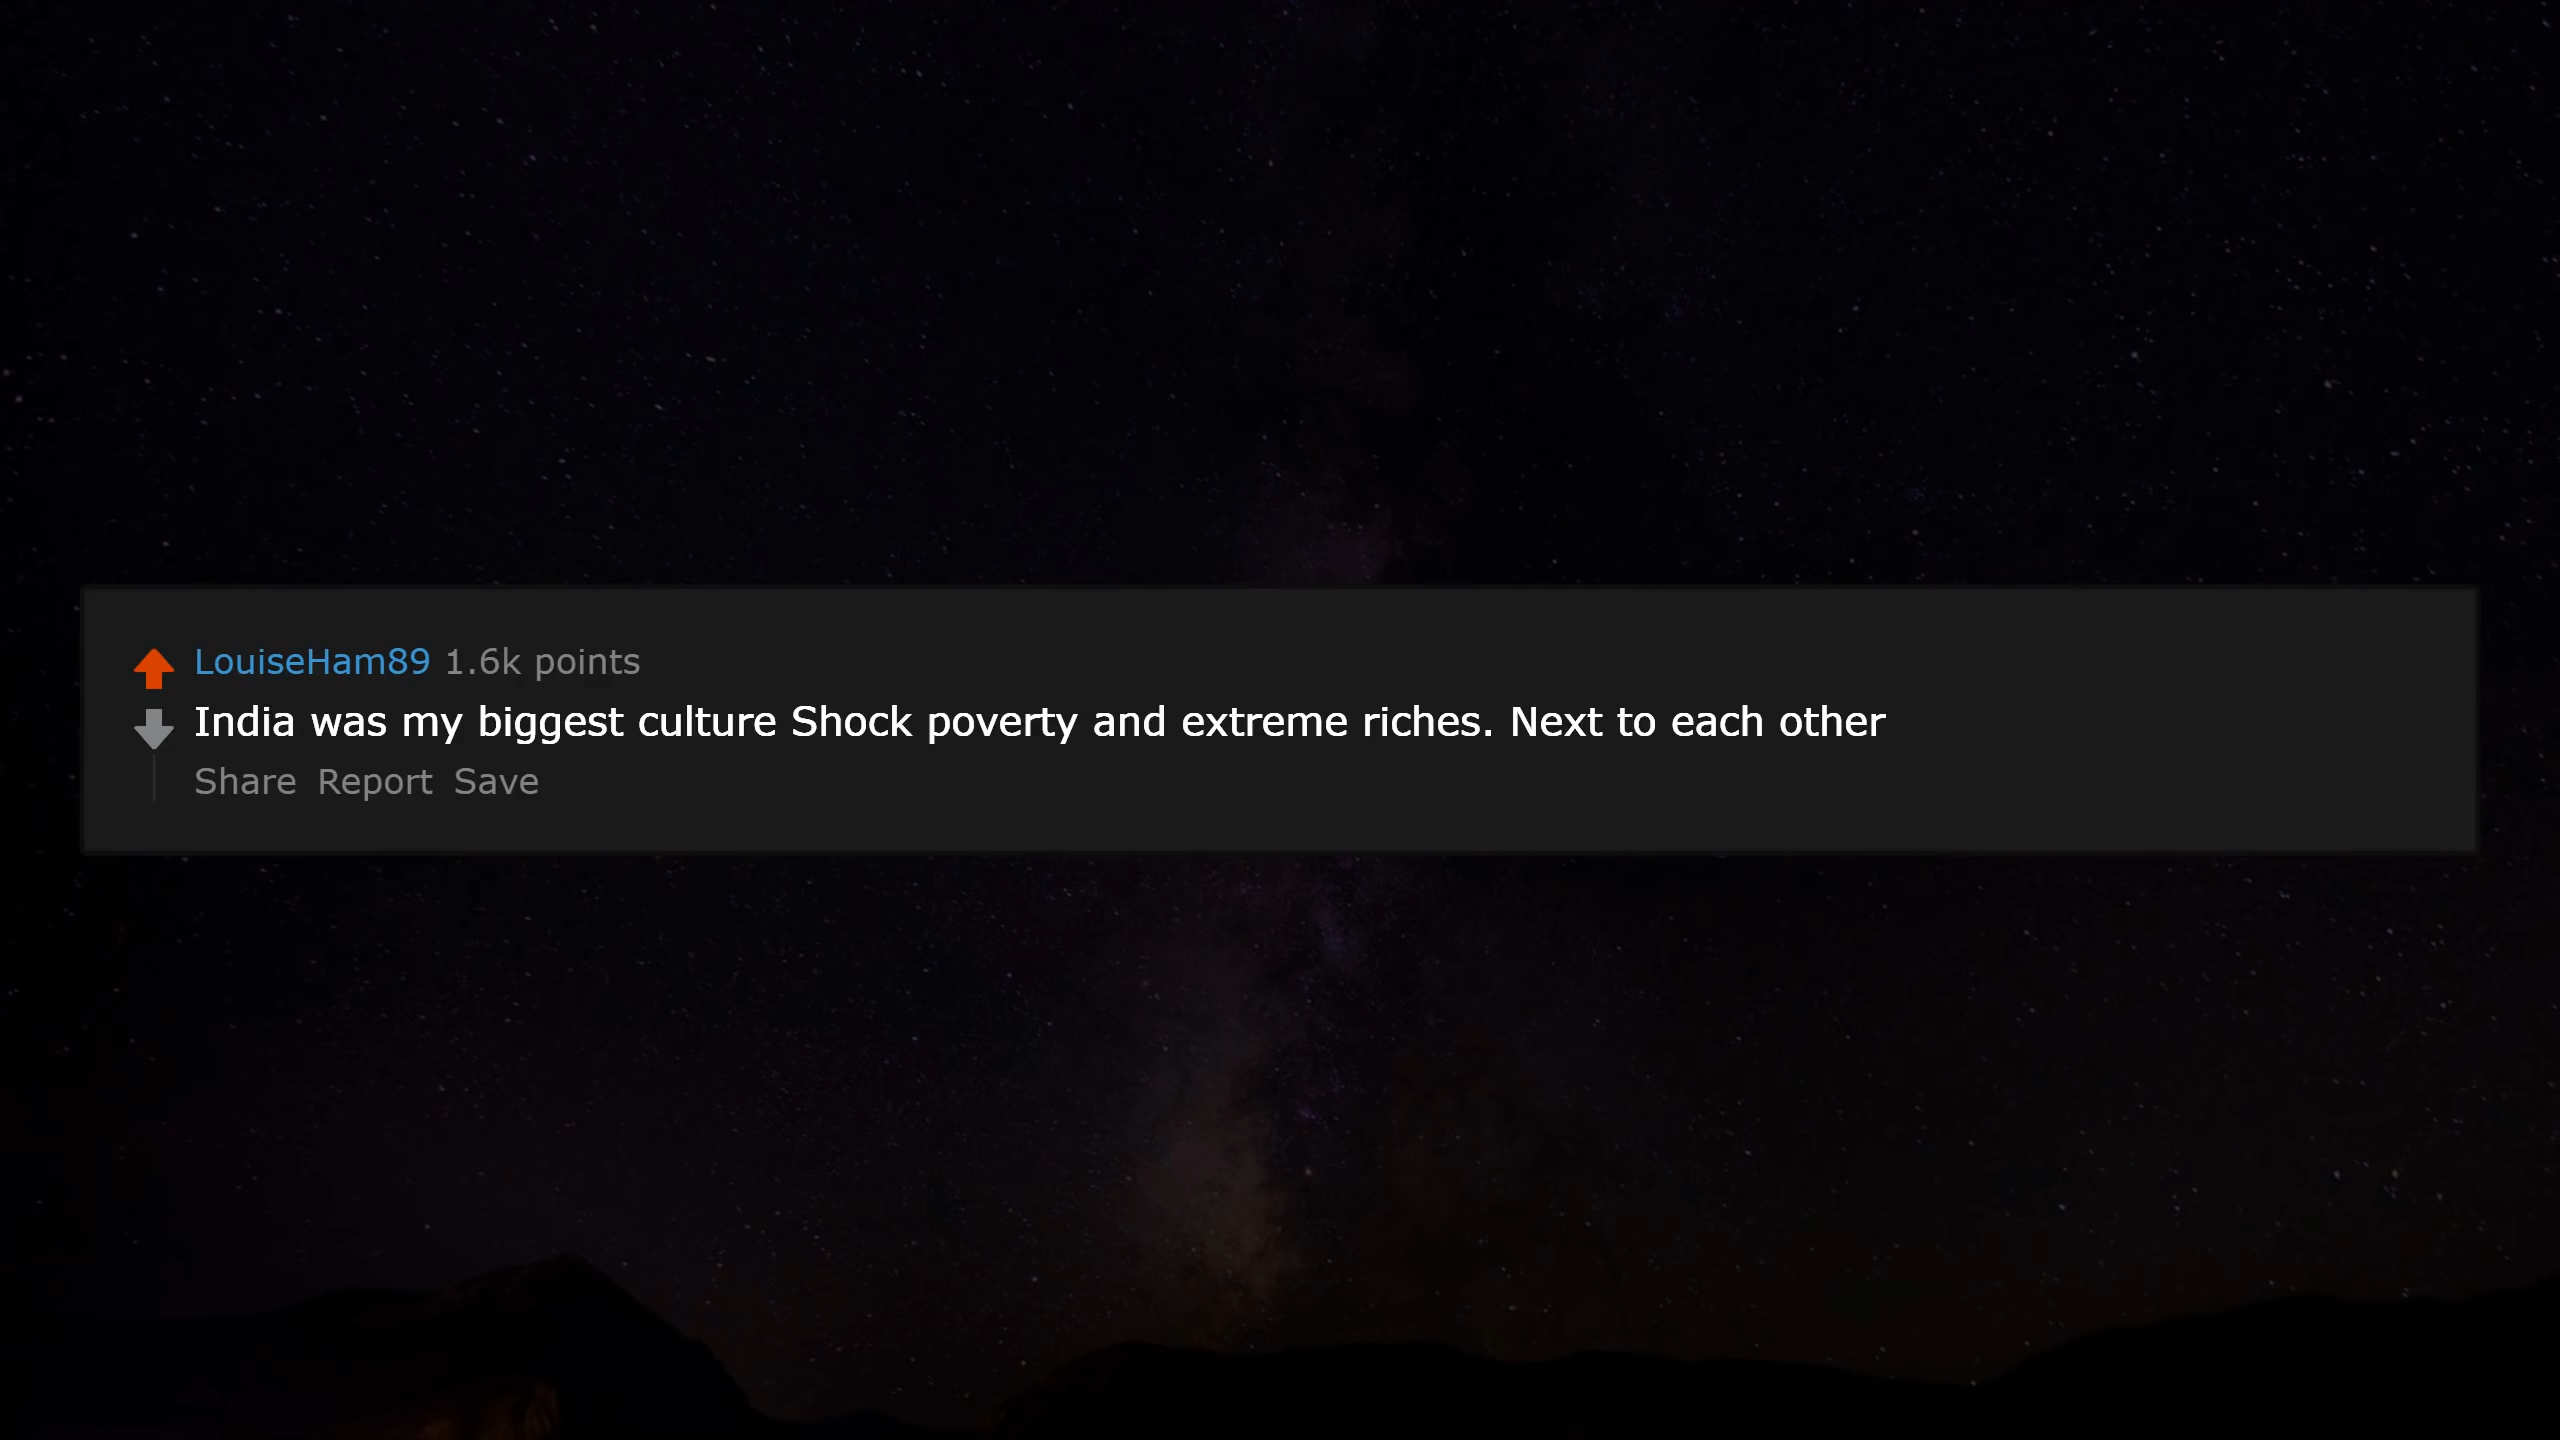 LouiseHam89 1.6k points
India was my biggest culture Shock poverty and extreme riches. Next to each other
Share Report Save